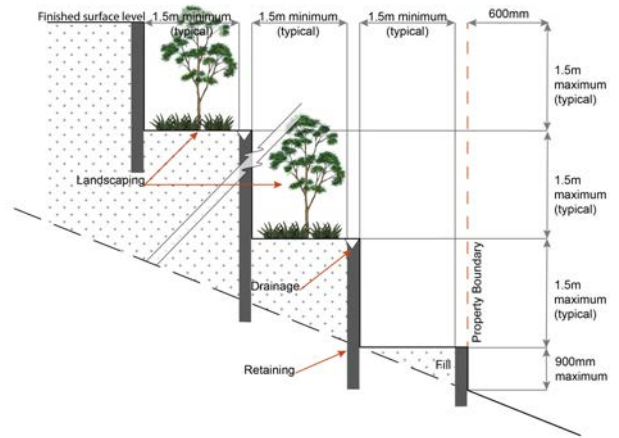 Finished surface level
1.5m minimum
(typical)
1.5m minimum
(typical)
1.5m minimum
(typical)
600mm
1.5m
maximum
(typical)
Landscaping
1.5m
maximum
(typical)
Drainage
Property Boundary
1.5m
maximum
(typical)
Retaining
Fill
900mm
maximum